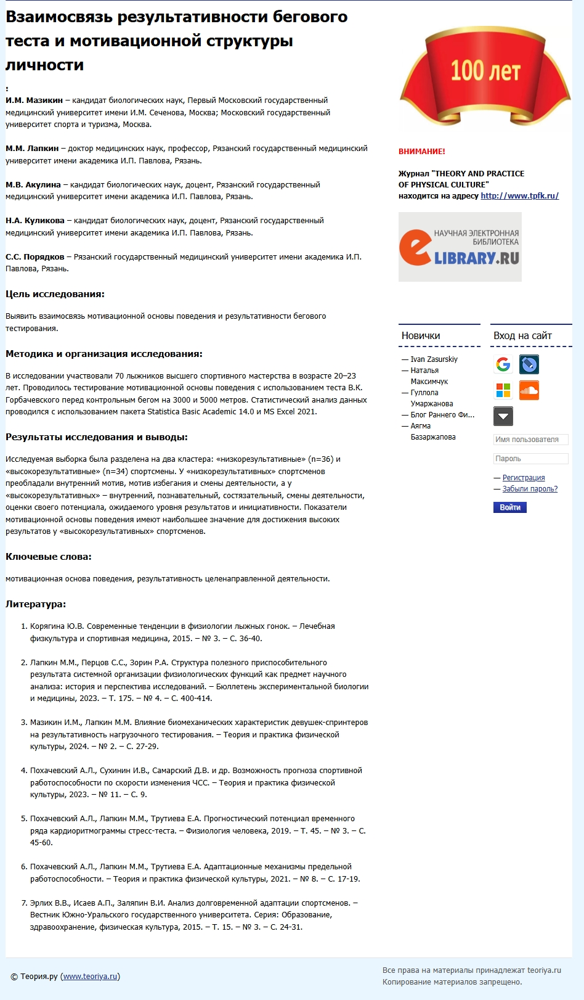 Взаимосвязь результативности бегового
теста и мотивационной структуры
личности
:
И.М. Мазикин – кандидат биологических наук, Первый Московский государственный
медицинский университет имени И.М. Сеченова, Москва; Московский государственный
университет спорта и туризма, Москва.
М.М. Лапкин – доктор медицинских наук, профессор, Рязанский государственный медицинский
университет имени академика И.П. Павлова, Рязань.
М.В. Акулина – кандидат биологических наук, доцент, Рязанский государственный
медицинский университет имени академика И.П. Павлова, Рязань.
Н.А. Куликова – кандидат биологических наук, доцент, Рязанский государственный
медицинский университет имени академика И.П. Павлова, Рязань.
С.С. Порядков – Рязанский государственный медицинский университет имени академика И.П.
Павлова, Рязань.
Цель исследования:
Выявить взаимосвязь мотивационной основы поведения и результативности бегового
тестирования.
Методика и организация исследования:
В исследовании участвовали 70 лыжников высшего спортивного мастерства в возрасте 20–23
лет. Проводилось тестирование мотивационной основы поведения с использованием теста В.К.
Горбачевского перед контрольным бегом на 3000 и 5000 метров. Статистический анализ данных
проводился с использованием пакета Statistica Basic Academic 14.0 и MS Excel 2021.
Результаты исследования и выводы:
Исследуемая выборка была разделена на два кластера: «низкорезультативные» (n=36) и
«высокорезультативные» (n=34) спортсмены. У «низкорезультативных» спортсменов
преобладали внутренний мотив, мотив избегания и смены деятельности, а у
«высокорезультативных» – внутренний, познавательный, состязательный, смены деятельности,
оценки своего потенциала, ожидаемого уровня результатов и инициативности. Показатели
мотивационной основы поведения имеют наибольшее значение для достижения высоких
результатов у «высокорезультативных» спортсменов.
Ключевые слова:
мотивационная основа поведения, результативность целенаправленной деятельности.
Литература:
1. Корягина Ю.В. Современные тенденции в физиологии лыжных гонок. – Лечебная
физкультура и спортивная медицина, 2015. – № 3. – С. 36-40.
2. Лапкин М.М., Перцов С.С., Зорин Р.А. Структура полезного приспособительного
результата системной организации физиологических функций как предмет научного
анализа: история и перспектива исследований. – Бюллетень экспериментальной биологии
и медицины, 2023. – Т. 175. – № 4. – С. 400-414.
3. Мазикин И.М., Лапкин М.М. Влияние биомеханических характеристик девушек-спринтеров
на результативность нагрузочного тестирования. – Теория и практика физической
культуры, 2024. – № 2. – С. 27-29.
4. Похачевский А.Л., Сухинин И.В., Самарский Д.В. и др. Возможность прогноза спортивной
работоспособности по скорости изменения ЧСС. – Теория и практика физической
культуры, 2023. – № 11. – С. 9.
5. Похачевский А.Л., Лапкин М.М., Трутиева Е.А. Прогностический потенциал временного
ряда кардиоритмограммы стресс-теста. – Физиология человека, 2019. – Т. 45. – № 3. – С.
45-60.
6. Похачевский А.Л., Лапкин М.М., Трутиева Е.А. Адаптационные механизмы предельной
работоспособности. – Теория и практика физической культуры, 2021. – № 8. – С. 17-19.
7. Эрлих В.В., Исаев А.П., Заляпин В.И. Анализ долговременной адаптации спортсменов. –
Вестник Южно-Уральского государственного университета. Серия: Образование,
здравоохранение, физическая культура, 2015. – Т. 15. – № 3. – С. 24-31.
100 лет
ВНИМАНИЕ!
Журнал "THEORY AND PRACTICE
OF PHYSICAL CULTURE"
находится на адресу http://www.tpfk.ru/
НАУЧНАЯ ЭЛЕКТРОННАЯ
БИБЛИОТЕКА
eLIBRARY.RU
Новички
— Ivan Zasurskiy
— Наталья
Максимчук
— Гуллола
Умаржанова
— Блог Раннего Фи...
— Аягма
Базаржапова
Вход на сайт
Имя пользователя
Пароль
— Регистрация
— Забыли пароль?
Войти
© Теория.ру (www.teoriya.ru)
Все права на материалы принадлежат teoriya.ru
Копирование материалов запрещено.